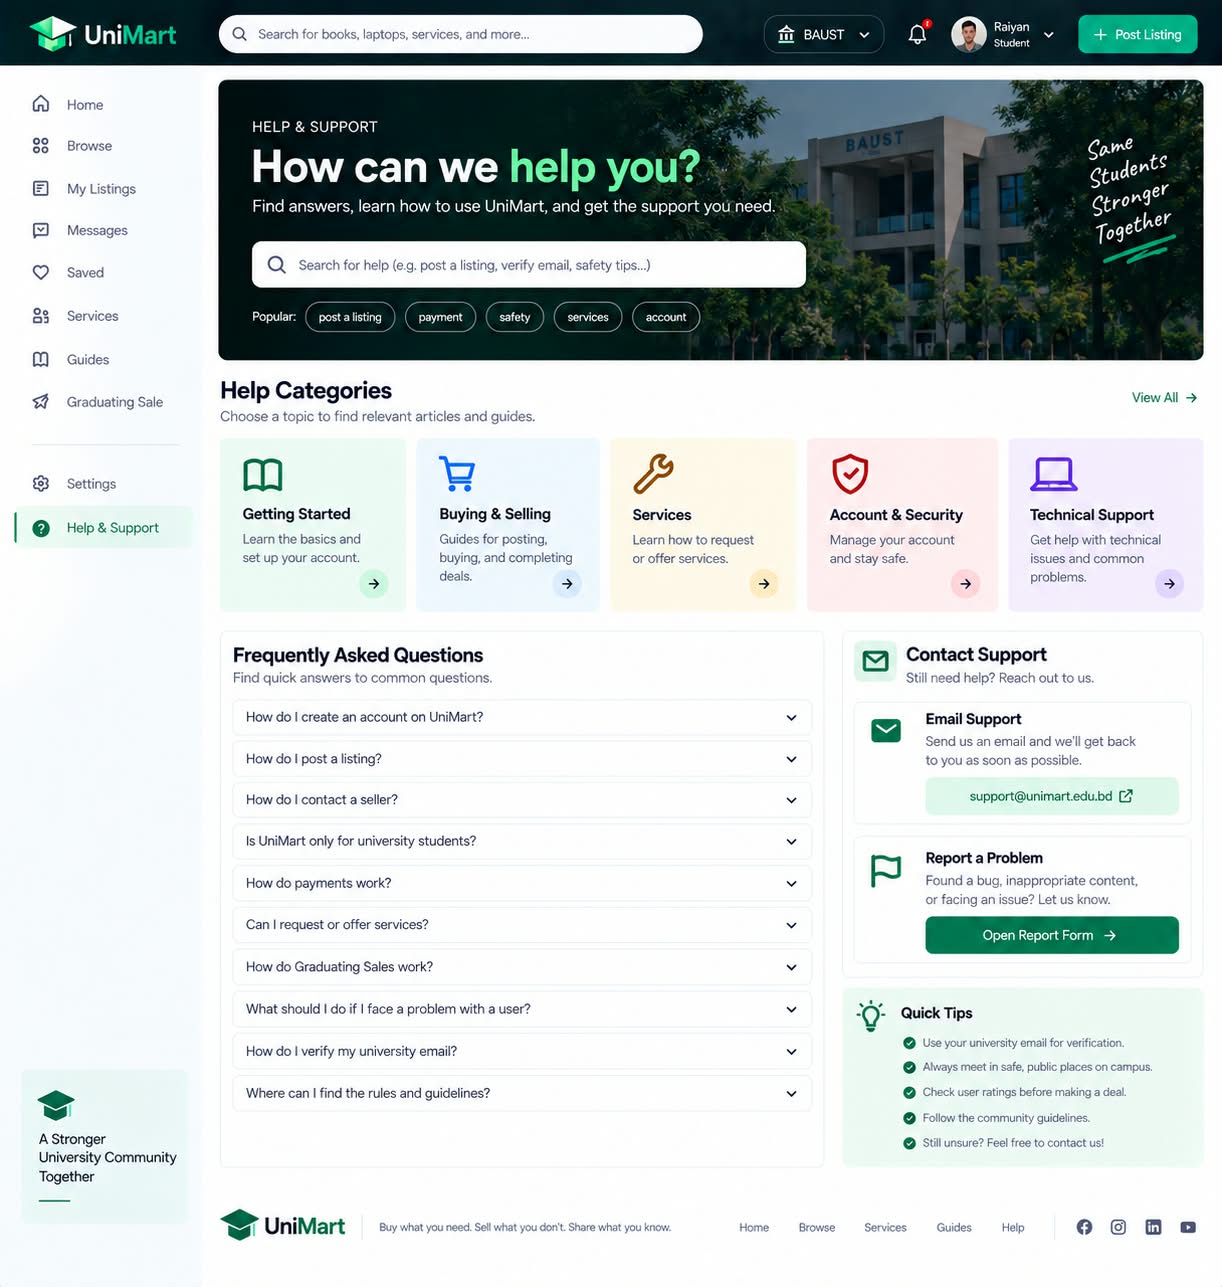 UniMart
Search for books, laptops, services, and more...
BAUST
Raiyan
Student
Post Listing
Home
Browse
My Listings
Messages
Saved
Services
Guides
Graduating Sale
Settings
Help & Support
A Stronger
University Community
Together
HELP & SUPPORT
How can we help you?
Find answers, learn how to use UniMart, and get the support you need.
Search for help (e.g. post a listing, verify email, safety tips...)
Popular: post a listing payment safety services account
BAUST
Same
Students
Stronger
Together
Help Categories
Choose a topic to find relevant articles and guides.
View All
Getting Started
Learn the basics and
set up your account.
Buying & Selling
Guides for posting,
buying, and completing
deals.
Services
Learn how to request
or offer services.
Account & Security
Manage your account
and stay safe.
Technical Support
Get help with technical
issues and common
problems.
Frequently Asked Questions
Find quick answers to common questions.
How do I create an account on UniMart?
How do I post a listing?
How do I contact a seller?
Is UniMart only for university students?
How do payments work?
Can I request or offer services?
How do Graduating Sales work?
What should I do if I face a problem with a user?
How do I verify my university email?
Where can I find the rules and guidelines?
Contact Support
Still need help? Reach out to us.
Email Support
Send us an email and we'll get back
to you as soon as possible.
support@unimart.edu.bd
Report a Problem
Found a bug, inappropriate content,
or facing an issue? Let us know.
Open Report Form
Quick Tips
Use your university email for verification.
Always meet in safe, public places on campus.
Check user ratings before making a deal.
Follow the community guidelines.
Still unsure? Feel free to contact us!
UniMart
Buy what you need. Sell what you don't. Share what you know.
Home Browse Services Guides Help